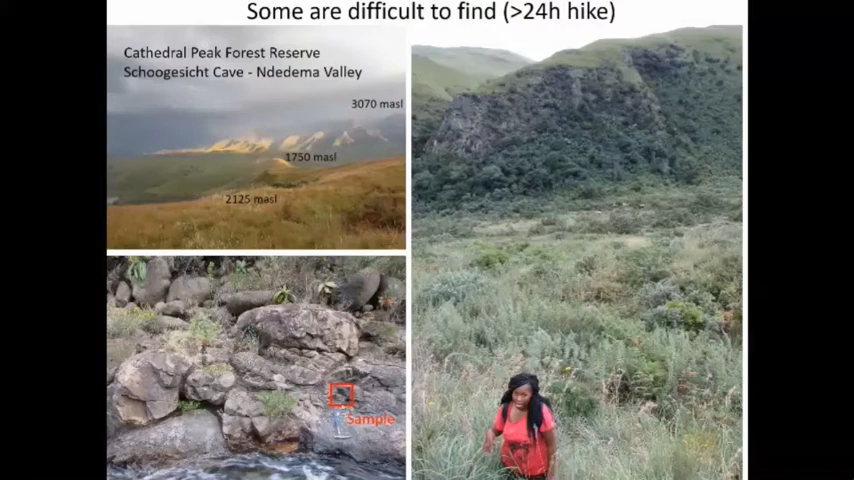 Some are difficult to find (>24h hike)
Cathedral Peak Forest Reserve
Schoogesicht Cave - Ndedema Valley
3070 masl
1750 masl
2125 masl
Sample